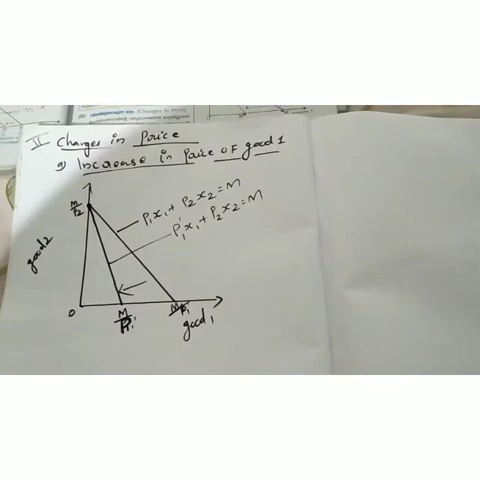 II Changes in Price
a) Increase in Price OF good 1
M/P2
P1x1 + P2x2 = M
P1'x1 + P2x2 = M
good 2
0
M/P1'
M/P1
good 1